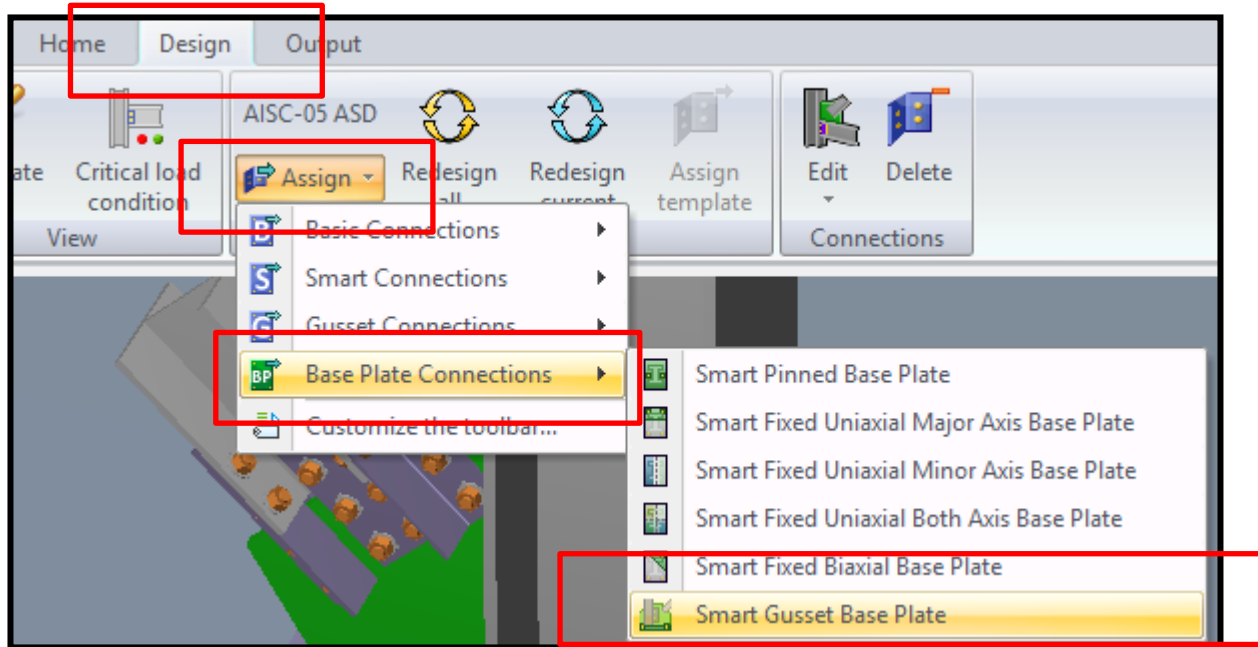 Home Design Output
AISC-05 ASD
ate Critical load Assign Redesign Redesign Assign Edit Delete
condition all current template
View Connections
Basic Connections
Smart Connections
Gusset Connections
Base Plate Connections
Customize the toolbar...
Smart Pinned Base Plate
Smart Fixed Uniaxial Major Axis Base Plate
Smart Fixed Uniaxial Minor Axis Base Plate
Smart Fixed Uniaxial Both Axis Base Plate
Smart Fixed Biaxial Base Plate
Smart Gusset Base Plate